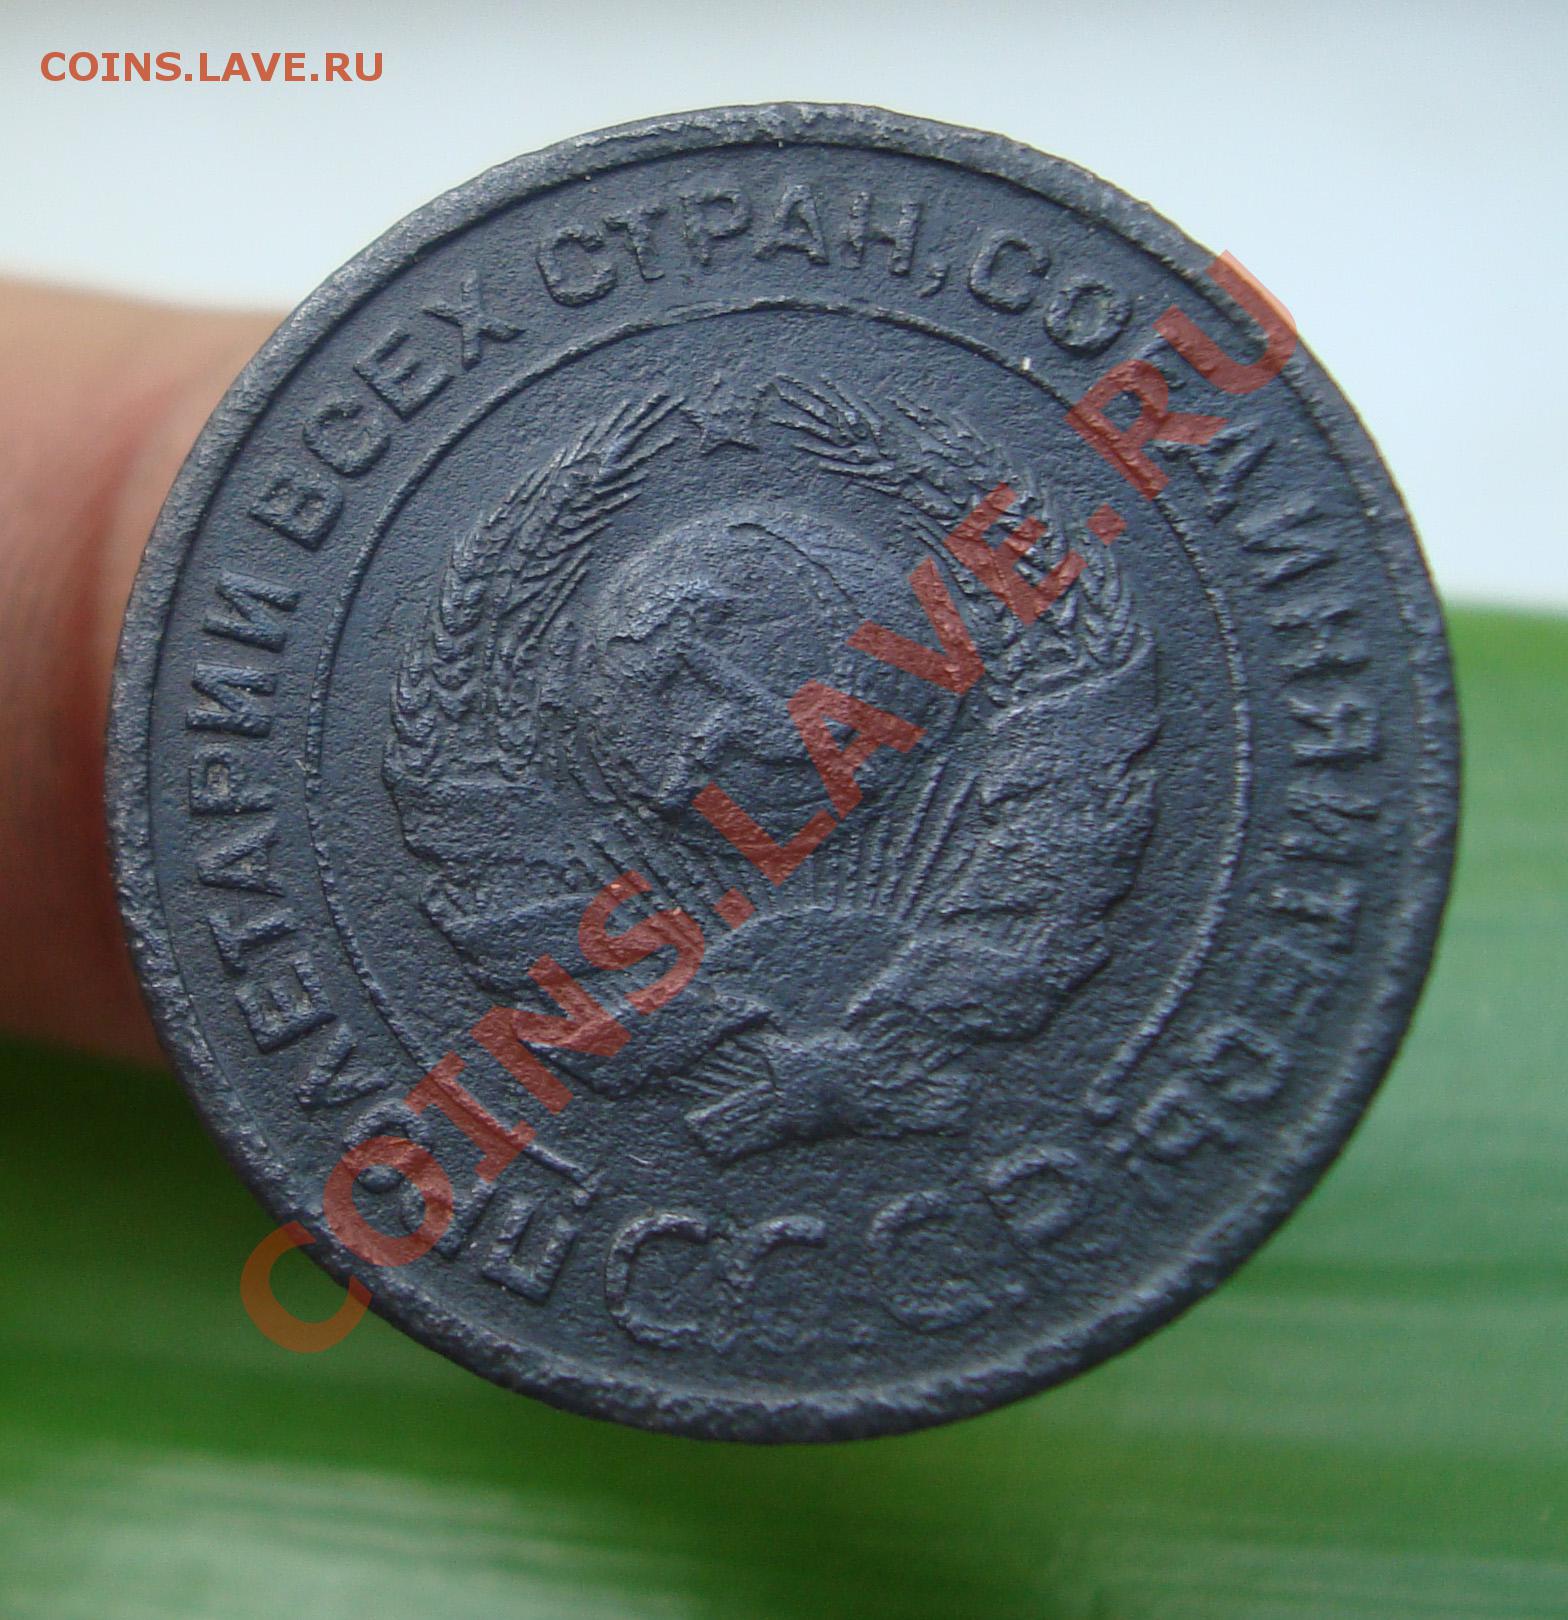 COINS.LAVE.RU
ПРОЛЕТАРИИ ВСЕХ СТРАН, СОЕДИНЯЙТЕСЬ!
СССР
COINS.LAVE.RU